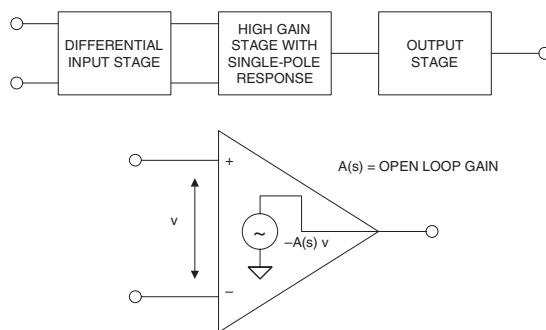 DIFFERENTIAL
INPUT STAGE
HIGH GAIN
STAGE WITH
SINGLE-POLE
RESPONSE
OUTPUT
STAGE
A(s) = OPEN LOOP GAIN
+
v
~
–A(s) v
–